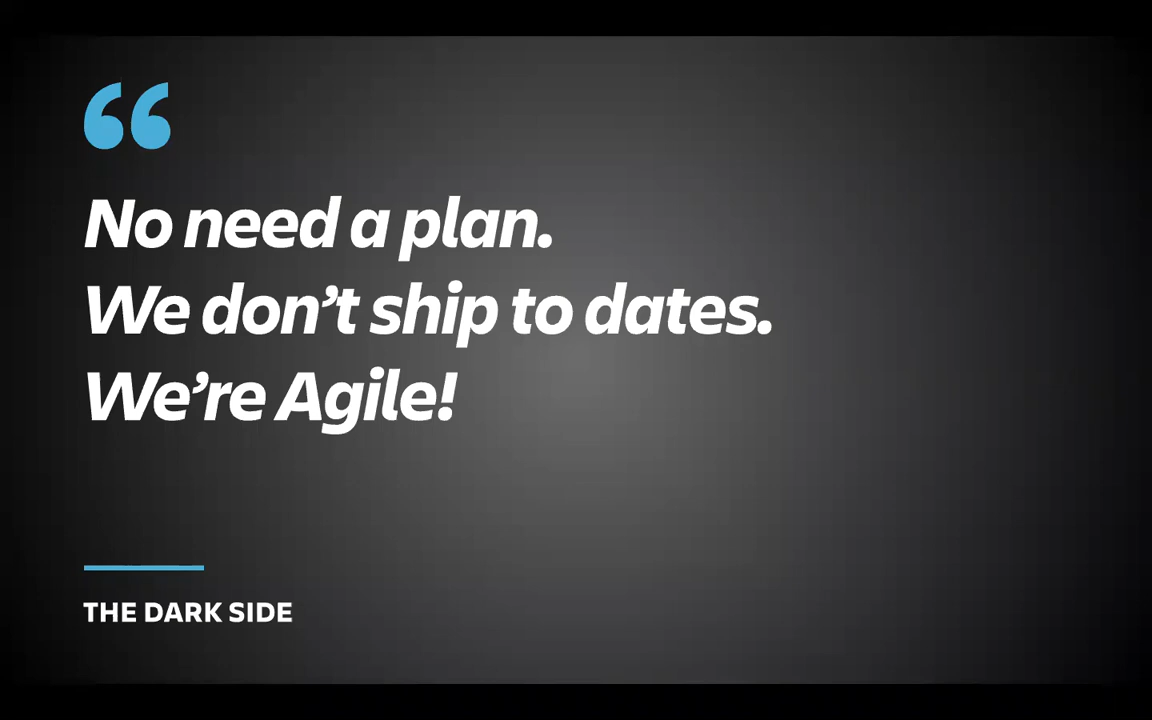 “
No need a plan.
We don’t ship to dates.
We’re Agile!
THE DARK SIDE